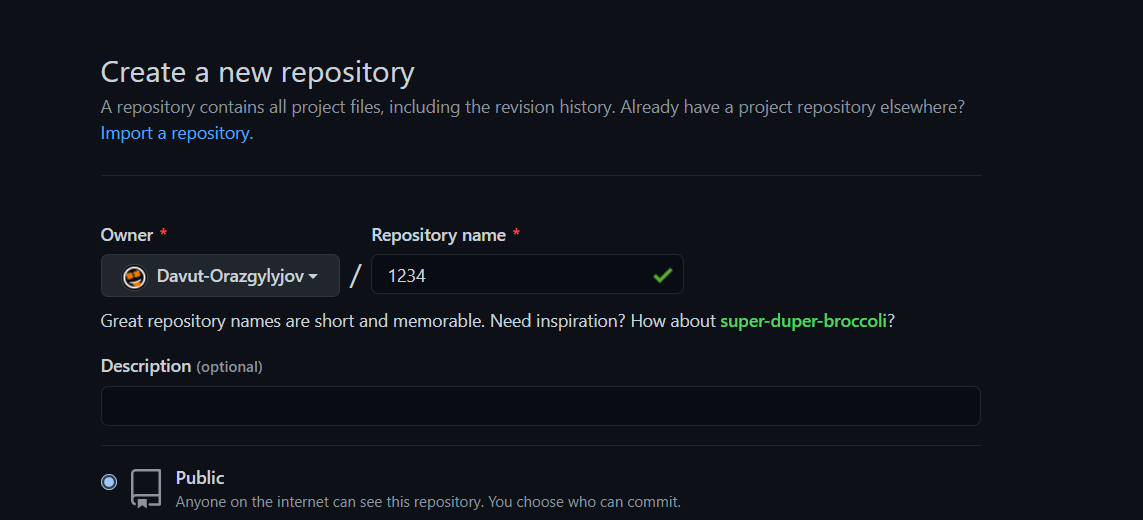 Create a new repository
A repository contains all project files, including the revision history. Already have a project repository elsewhere?
Import a repository.
Owner * Repository name *
Davut-Orazgylyjov / 1234
Great repository names are short and memorable. Need inspiration? How about super-duper-broccoli?
Description (optional)
Public
Anyone on the internet can see this repository. You choose who can commit.